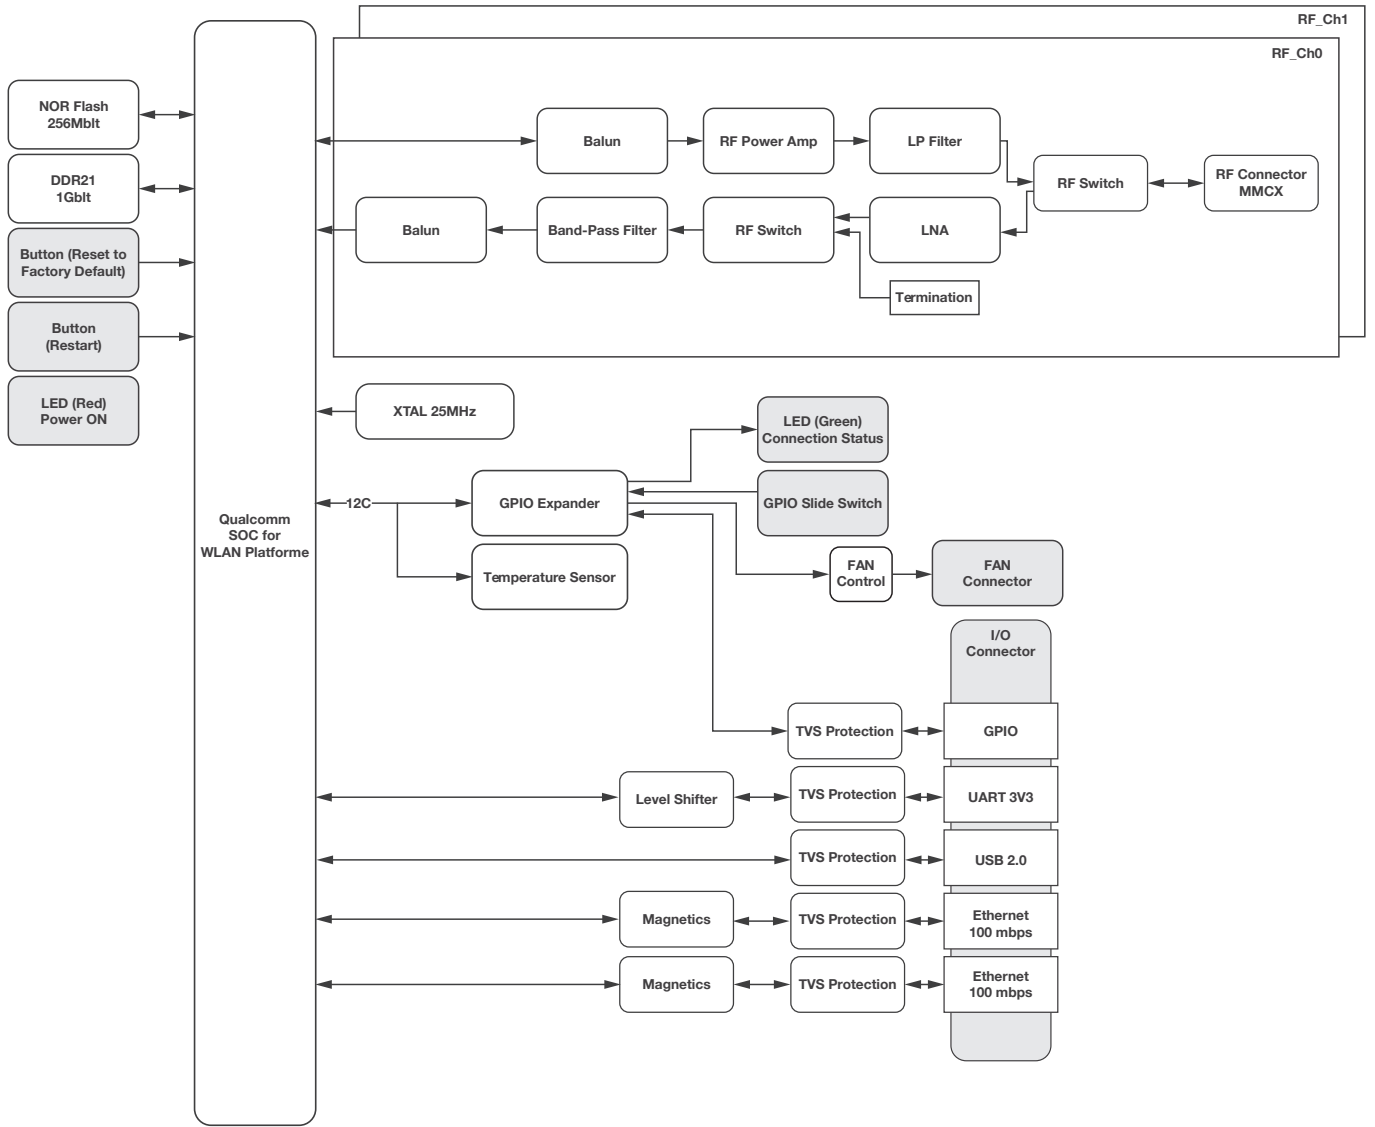 RF_Ch1
RF_Ch0
NOR Flash
256Mblt
DDR21
1Gblt
Button (Reset to
Factory Default)
Button
(Restart)
LED (Red)
Power ON
Qualcomm
SOC for
WLAN Platforme
Balun
RF Power Amp
LP Filter
RF Switch
RF Connector
MMCX
Balun
Band-Pass Filter
RF Switch
LNA
Termination
XTAL 25MHz
LED (Green)
Connection Status
12C
GPIO Expander
GPIO Slide Switch
Temperature Sensor
FAN
Control
FAN
Connector
I/O
Connector
TVS Protection
GPIO
Level Shifter
TVS Protection
UART 3V3
TVS Protection
USB 2.0
Magnetics
TVS Protection
Ethernet
100 mbps
Magnetics
TVS Protection
Ethernet
100 mbps